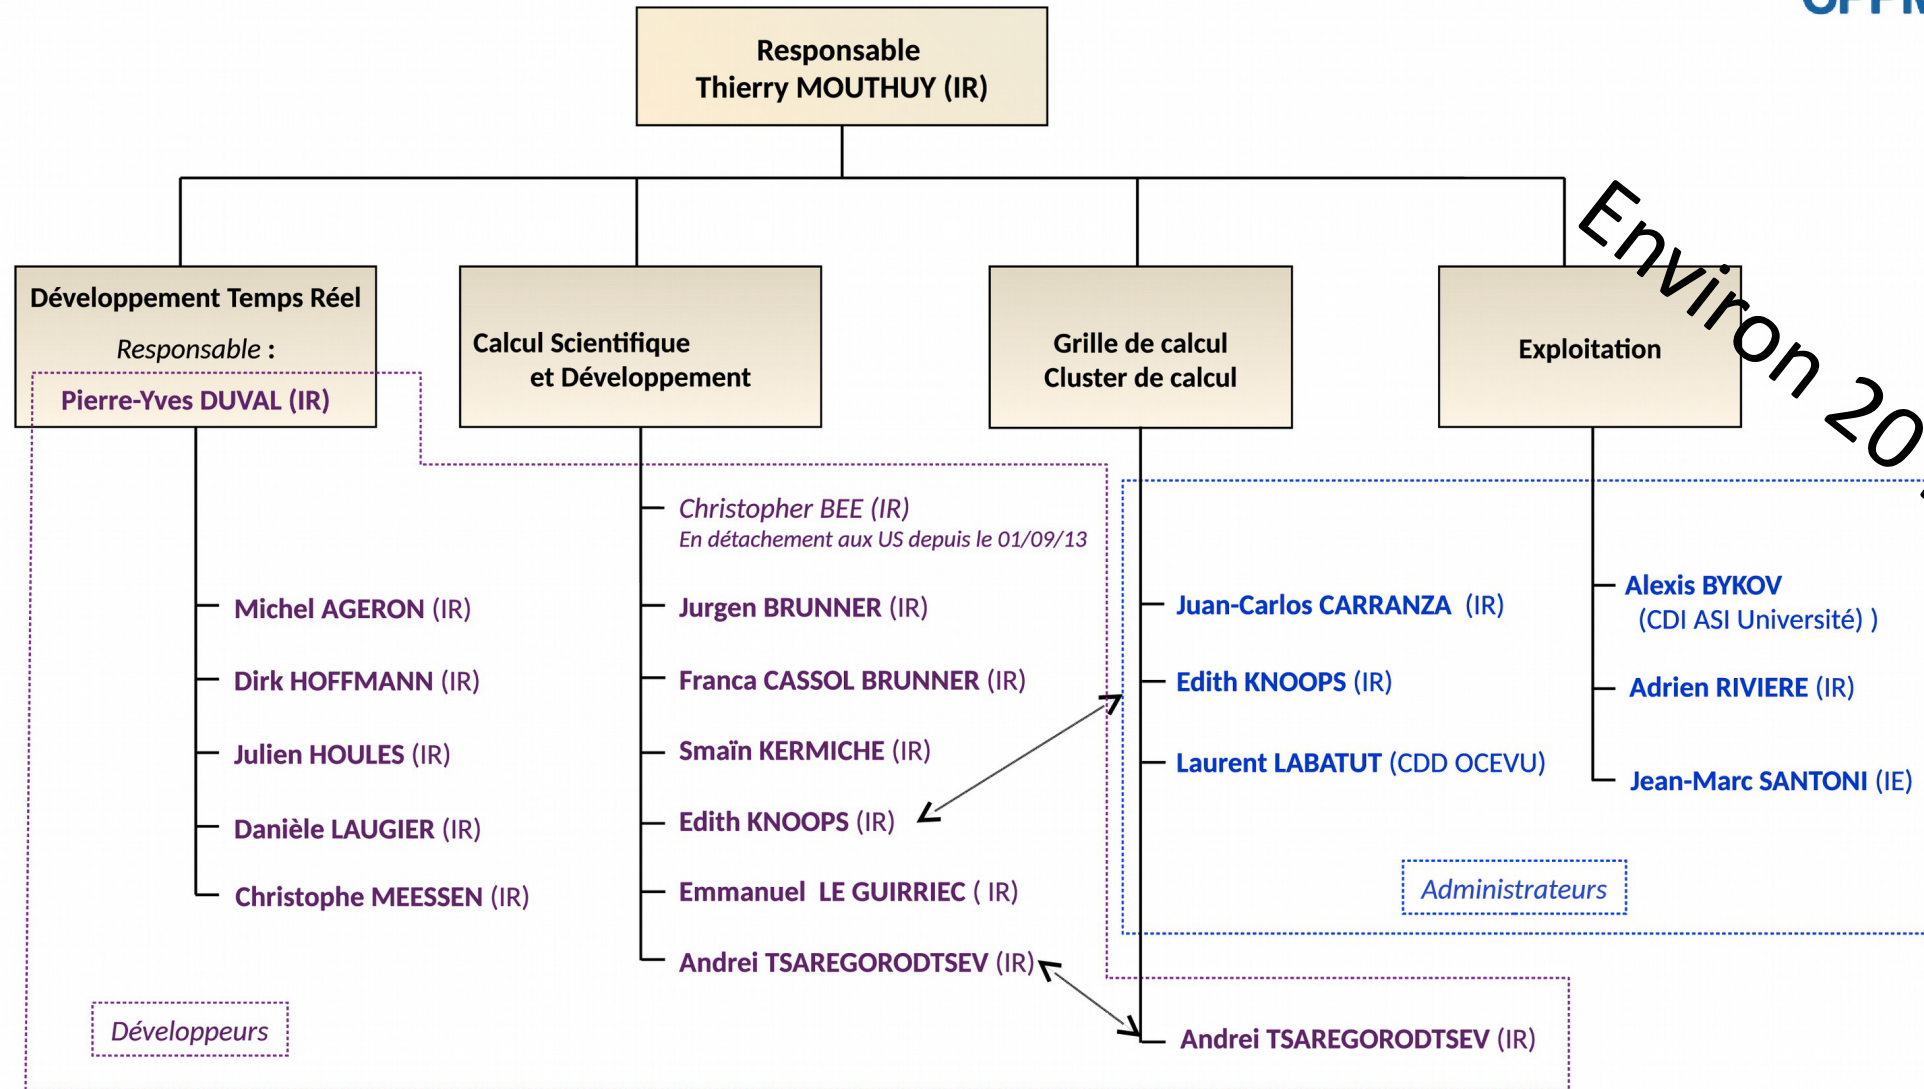 Responsable
Thierry MOUTHUY (IR)
Environ 20
Développement Temps Réel
Responsable :
Pierre-Yves DUVAL (IR)
Calcul Scientifique
et Développement
Grille de calcul
Cluster de calcul
Exploitation
Michel AGERON (IR)
Dirk HOFFMANN (IR)
Julien HOULES (IR)
Danièle LAUGIER (IR)
Christophe MEESSEN (IR)
Développeurs
Christopher BEE (IR)
En détachement aux US depuis le 01/09/13
Jurgen BRUNNER (IR)
Franca CASSOL BRUNNER (IR)
Smaïn KERMICHE (IR)
Edith KNOOPS (IR)
Emmanuel  LE GUIRRIEC ( IR)
Andrei TSAREGORODTSEV (IR)
Juan-Carlos CARRANZA  (IR)
Edith KNOOPS (IR)
Laurent LABATUT (CDD OCEVU)
Andrei TSAREGORODTSEV (IR)
Alexis BYKOV
(CDI ASI Université) )
Adrien RIVIERE (IR)
Jean-Marc SANTONI (IE)
Administrateurs